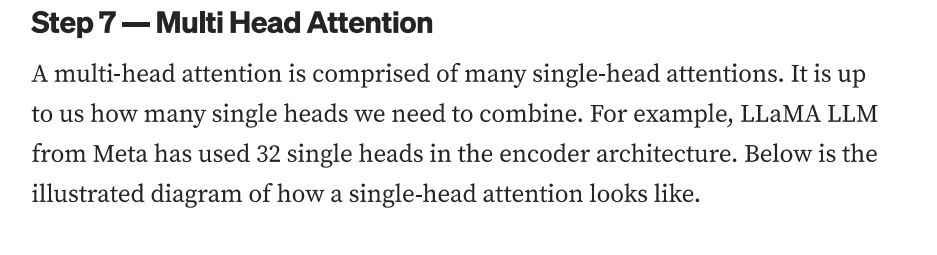 Step 7 — Multi Head Attention
A multi-head attention is comprised of many single-head attentions. It is up
to us how many single heads we need to combine. For example, LLaMA LLM
from Meta has used 32 single heads in the encoder architecture. Below is the
illustrated diagram of how a single-head attention looks like.